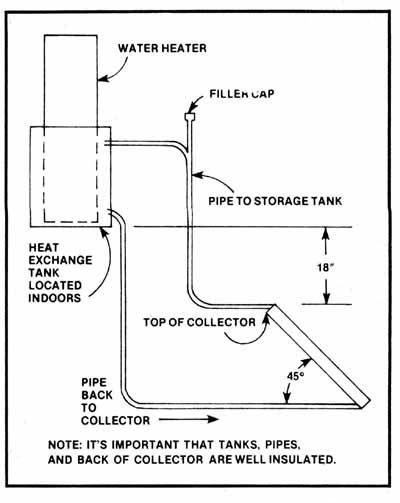 WATER HEATER
FILLER CAP
PIPE TO STORAGE TANK
HEAT
EXCHANGE
TANK
LOCATED
INDOORS
18"
TOP OF COLLECTOR
45°
PIPE
BACK
TO
COLLECTOR
NOTE: IT'S IMPORTANT THAT TANKS, PIPES,
AND BACK OF COLLECTOR ARE WELL INSULATED.